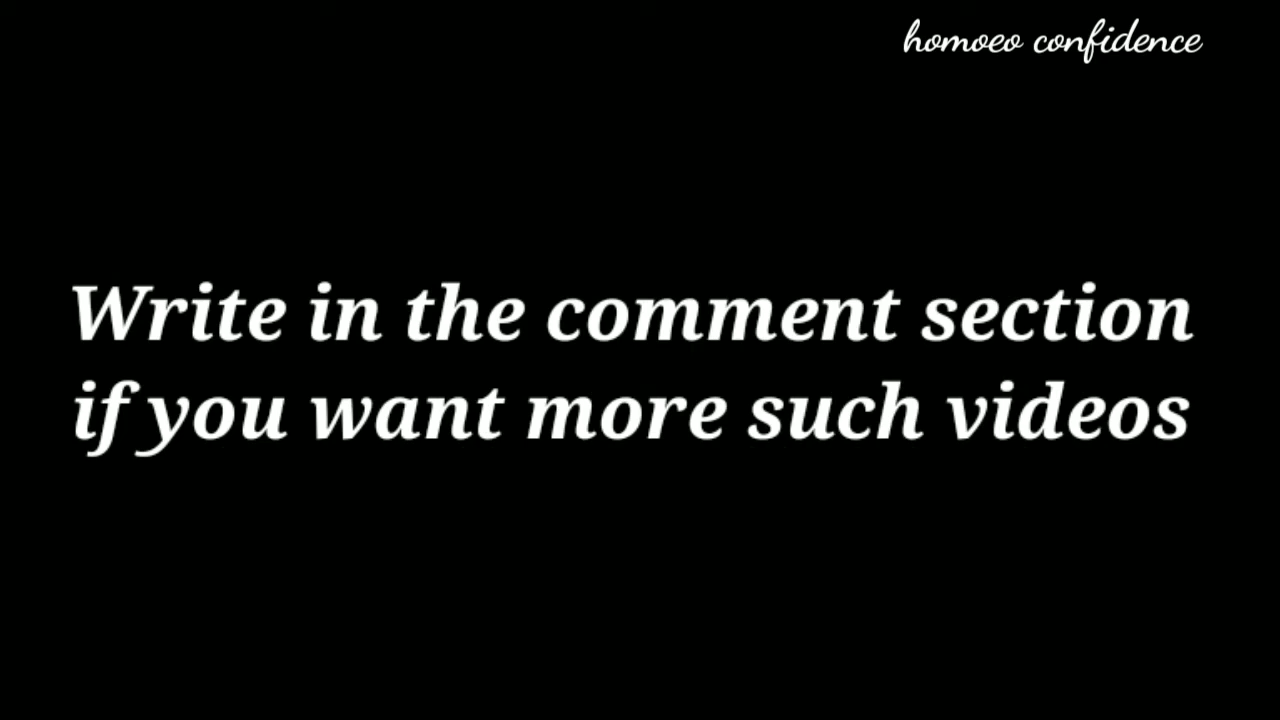 homoeo confidence
Write in the comment section
if you want more such videos